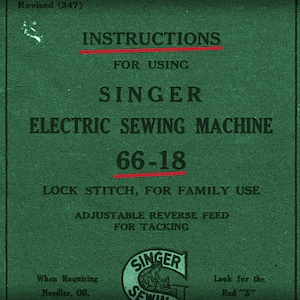 Revised (347)
INSTRUCTIONS
FOR USING
SINGER
ELECTRIC SEWING MACHINE
66-18
LOCK STITCH, FOR FAMILY USE
ADJUSTABLE REVERSE FEED
FOR TACKING
When Requiring
Needles, Oil,
SINGER
SEWING
Look for the
Red "S"